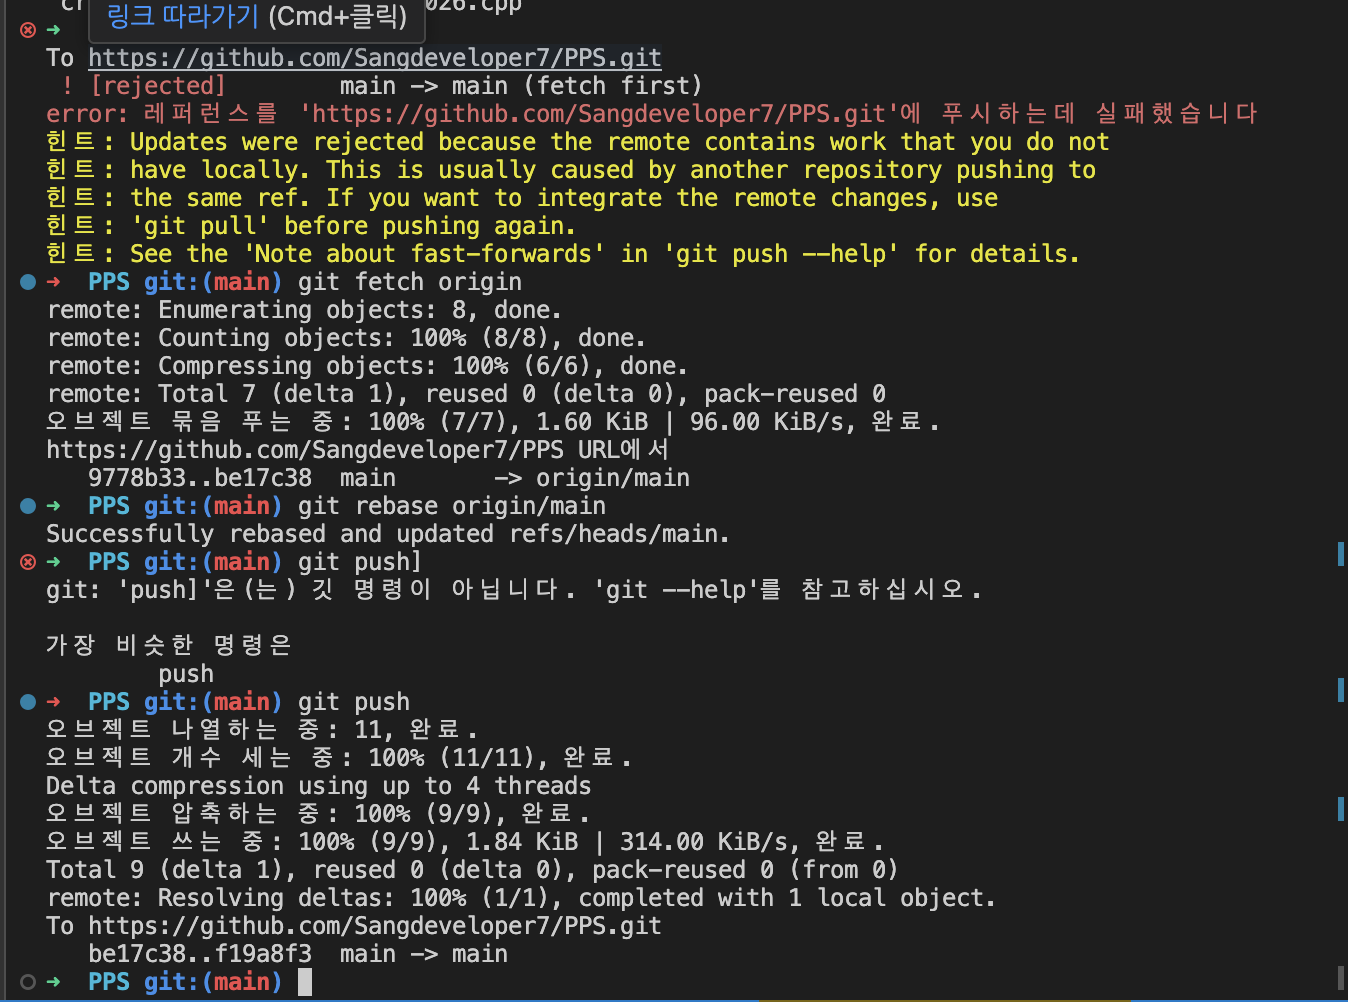 링크 따라가기 (Cmd+클릭)
To https://github.com/Sangdeveloper7/PPS.git
! [rejected]        main -> main (fetch first)
error: 레퍼런스를 'https://github.com/Sangdeveloper7/PPS.git'에 푸시하는데 실패했습니다
힌트: Updates were rejected because the remote contains work that you do not
힌트: have locally. This is usually caused by another repository pushing to
힌트: the same ref. If you want to integrate the remote changes, use
힌트: 'git pull' before pushing again.
힌트: See the 'Note about fast-forwards' in 'git push --help' for details.
➜  PPS git:(main) git fetch origin
remote: Enumerating objects: 8, done.
remote: Counting objects: 100% (8/8), done.
remote: Compressing objects: 100% (6/6), done.
remote: Total 7 (delta 1), reused 0 (delta 0), pack-reused 0
오브젝트 묶음 푸는 중: 100% (7/7), 1.60 KiB | 96.00 KiB/s, 완료.
https://github.com/Sangdeveloper7/PPS URL에서
9778b33..be17c38  main       -> origin/main
➜  PPS git:(main) git rebase origin/main
Successfully rebased and updated refs/heads/main.
➜  PPS git:(main) git push]
git: 'push]'은(는) 깃 명령이 아닙니다. 'git --help'를 참고하십시오.
가장 비슷한 명령은
push
➜  PPS git:(main) git push
오브젝트 나열하는 중: 11, 완료.
오브젝트 개수 세는 중: 100% (11/11), 완료.
Delta compression using up to 4 threads
오브젝트 압축하는 중: 100% (9/9), 완료.
오브젝트 쓰는 중: 100% (9/9), 1.84 KiB | 314.00 KiB/s, 완료.
Total 9 (delta 1), reused 0 (delta 0), pack-reused 0 (from 0)
remote: Resolving deltas: 100% (1/1), completed with 1 local object.
To https://github.com/Sangdeveloper7/PPS.git
be17c38..f19a8f3  main -> main
➜  PPS git:(main)